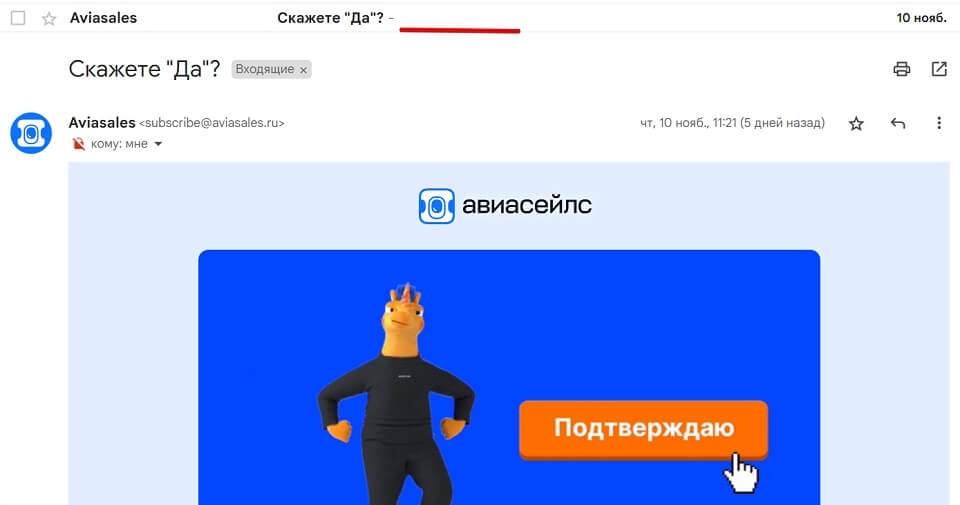 Aviasales Скажете "Да"? - 10 нояб.
Скажете "Да"? Входящие ×
Aviasales <subscribe@aviasales.ru> чт, 10 нояб., 11:21 (5 дней назад)
кому: мне
авиасейлс
Подтверждаю